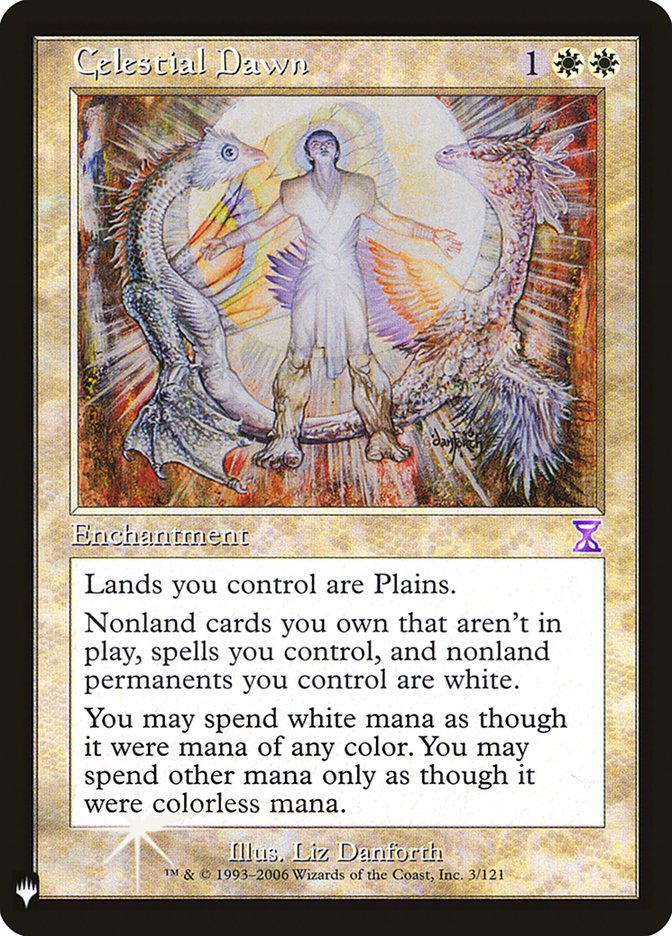 Celestial Dawn 1
danforth
Enchantment
Lands you control are Plains.
Nonland cards you own that aren't in
play, spells you control, and nonland
permanents you control are white.
You may spend white mana as though
it were mana of any color. You may
spend other mana only as though it
were colorless mana.
Illus. Liz Danforth
™ & © 1993–2006 Wizards of the Coast, Inc. 3/121